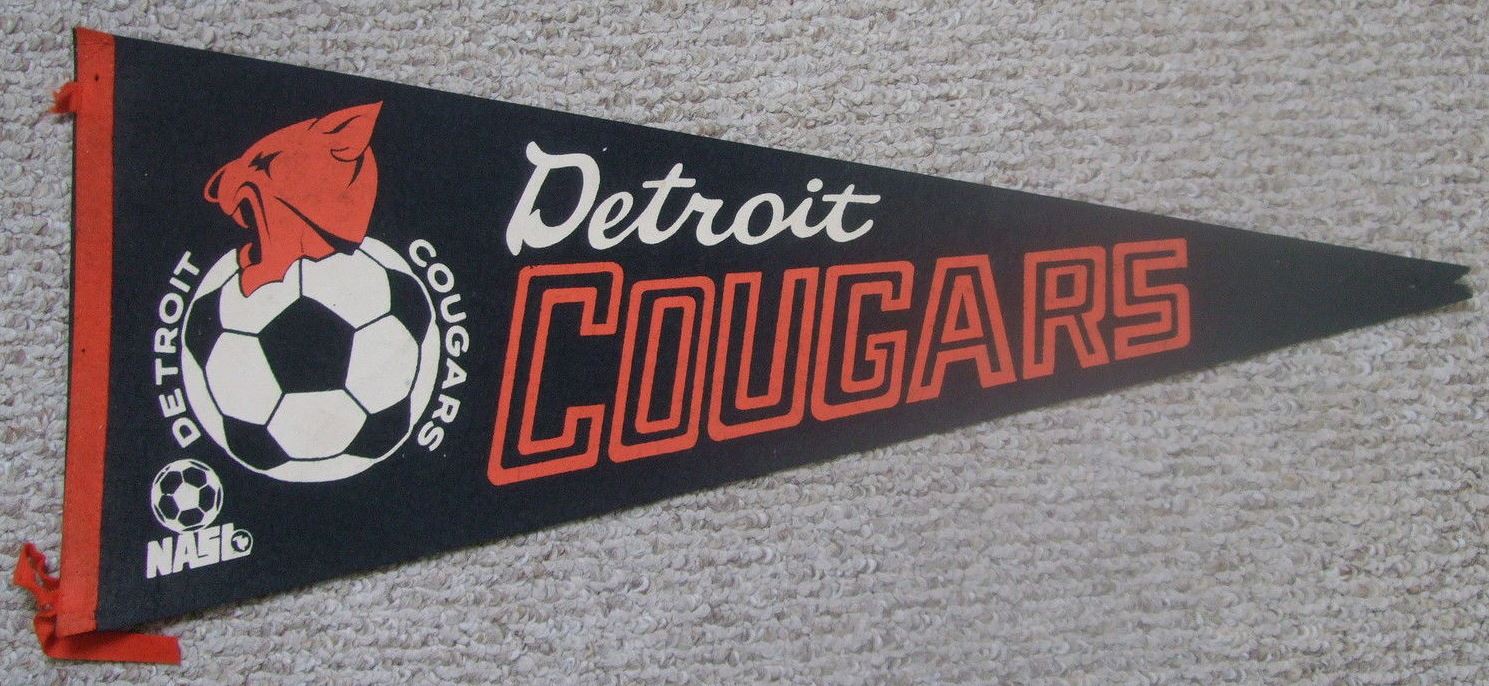 DETROIT
COUGARS
NASL
Detroit
COUGARS